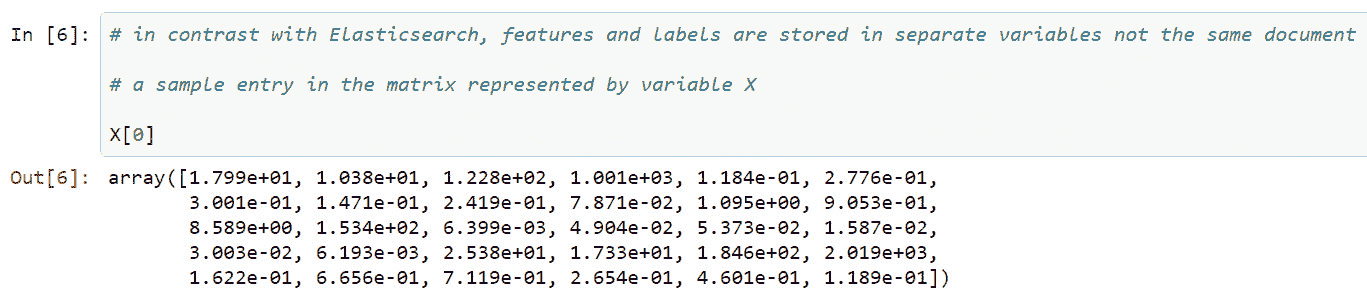 In [6]: # in contrast with Elasticsearch, features and labels are stored in separate variables not the same document
# a sample entry in the matrix represented by variable X
X[0]
Out[6]: array([1.799e+01, 1.038e+01, 1.228e+02, 1.001e+03, 1.184e-01, 2.776e-01,
3.001e-01, 1.471e-01, 2.419e-01, 7.871e-02, 1.095e+00, 9.053e-01,
8.589e+00, 1.534e+02, 6.399e-03, 4.904e-02, 5.373e-02, 1.587e-02,
3.003e-02, 6.193e-03, 2.538e+01, 1.733e+01, 1.846e+02, 2.019e+03,
1.622e-01, 6.656e-01, 7.119e-01, 2.654e-01, 4.601e-01, 1.189e-01])